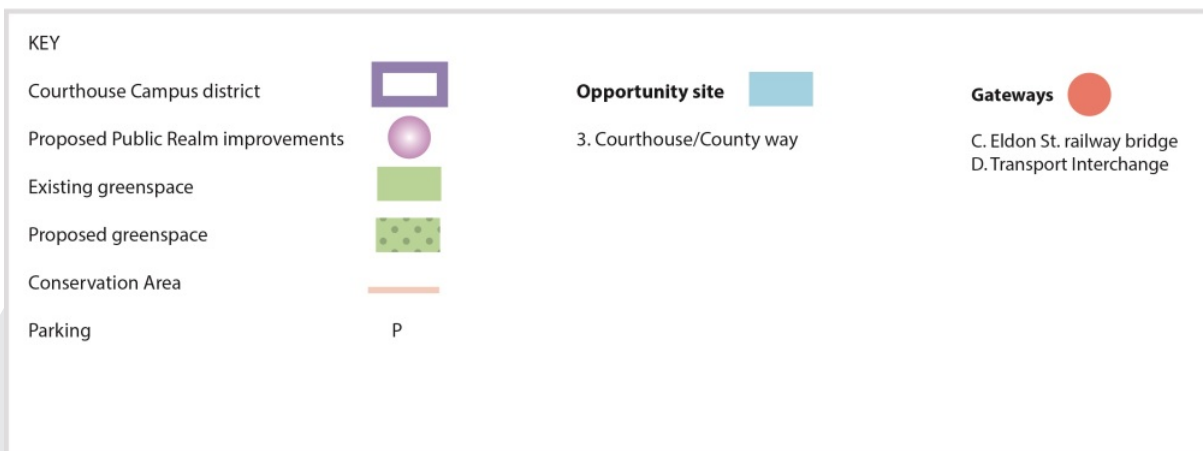 KEY
Courthouse Campus district
Proposed Public Realm improvements
Existing greenspace
Proposed greenspace
Conservation Area
Parking P
Opportunity site
3. Courthouse/County way
Gateways
C. Eldon St. railway bridge
D. Transport Interchange